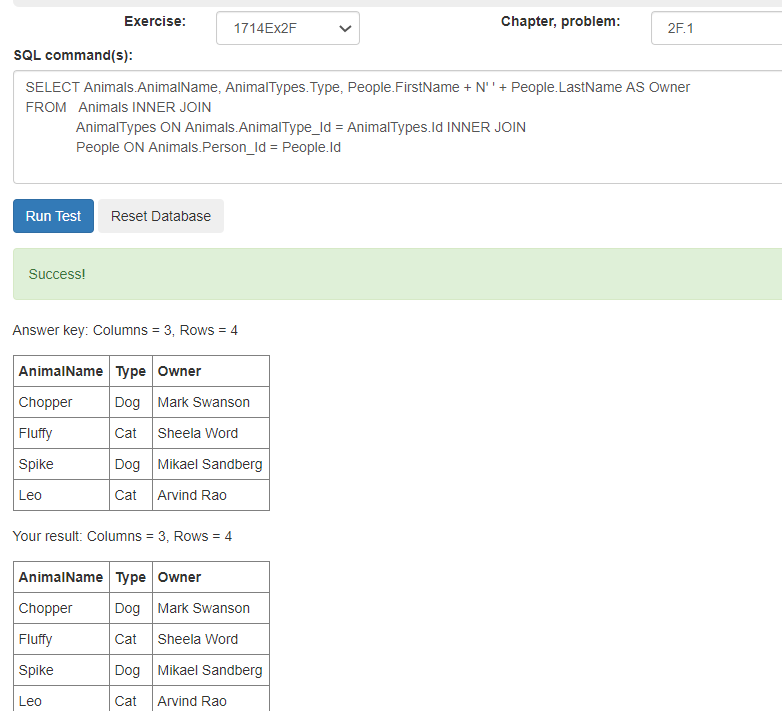 Exercise: 1714Ex2F Chapter, problem: 2F.1
SQL command(s):
SELECT Animals.AnimalName, AnimalTypes.Type, People.FirstName + N' ' + People.LastName AS Owner
FROM Animals INNER JOIN
AnimalTypes ON Animals.AnimalType_Id = AnimalTypes.Id INNER JOIN
People ON Animals.Person_Id = People.Id
Run Test Reset Database
Success!
Answer key: Columns = 3, Rows = 4
AnimalName Type Owner
Chopper Dog Mark Swanson
Fluffy Cat Sheela Word
Spike Dog Mikael Sandberg
Leo Cat Arvind Rao
Your result: Columns = 3, Rows = 4
AnimalName Type Owner
Chopper Dog Mark Swanson
Fluffy Cat Sheela Word
Spike Dog Mikael Sandberg
Leo Cat Arvind Rao